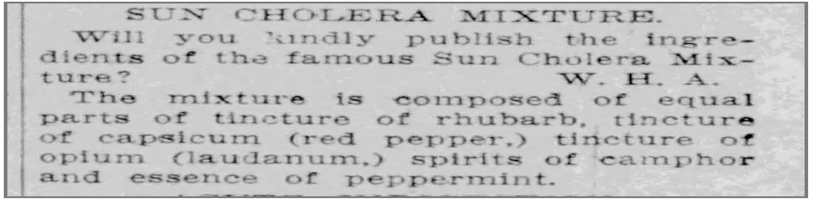 SUN CHOLERA MIXTURE.
Will you kindly publish the ingre-
dients of the famous Sun Cholera Mix-
ture? W. H. A.
The mixture is composed of equal
parts of tincture of rhubarb, tincture
of capsicum (red pepper,) tincture of
opium (laudanum,) spirits of camphor
and essence of peppermint.